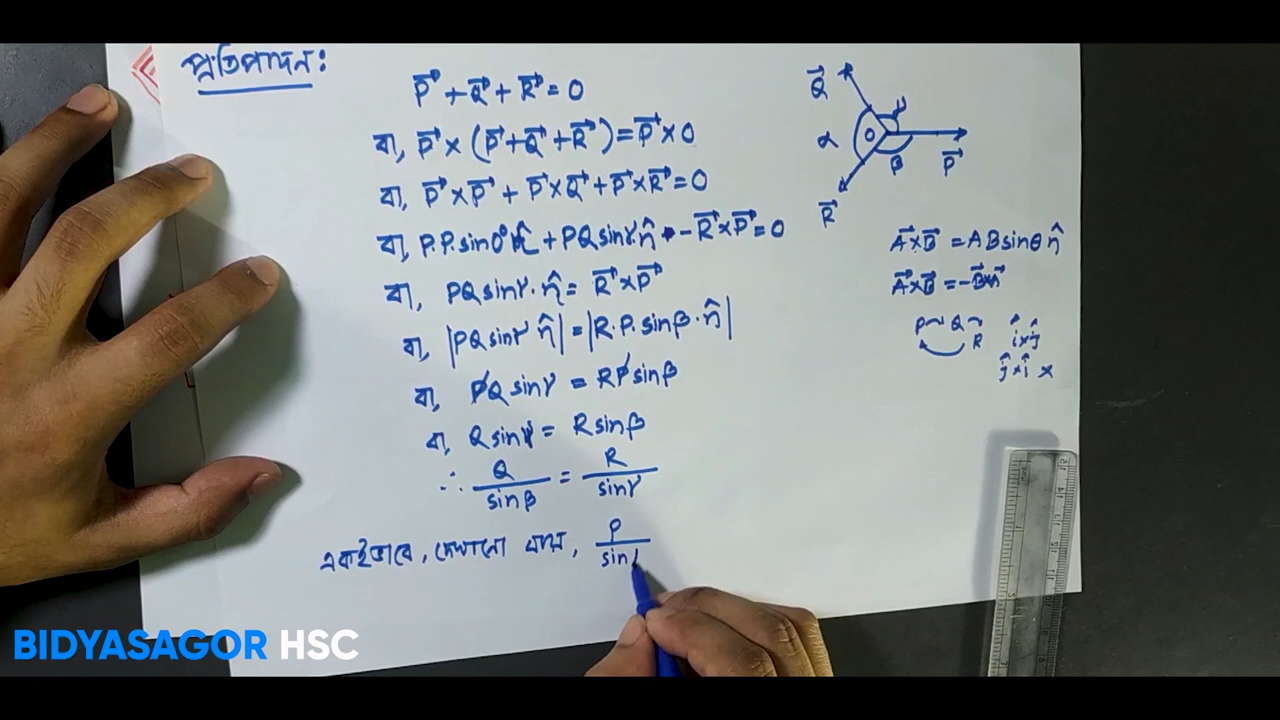 প্রতিপাদন:
P⃗ + Q⃗ + R⃗ = 0
বা, P⃗ × (P⃗ + Q⃗ + R⃗) = P⃗ × 0
বা, P⃗ × P⃗ + P⃗ × Q⃗ + P⃗ × R⃗ = 0
বা, P.P.sin0° n̂ + PQ sinγ. n̂ - R⃗ × P⃗ = 0
বা, PQ sinγ. n̂ = R⃗ × P⃗
বা, |PQ sinγ n̂| = |R.P. sinβ . n̂|
বা, PQ sinγ = RP sinβ
বা, Q sinγ = R sinβ
∴ Q/sinβ = R/sinγ
একইভাবে, দেখানো যায়, P/sin
Q⃗
γ
α
O
β
P⃗
R⃗
A⃗ × B⃗ = AB sinθ n̂
A⃗ × B⃗ = -B⃗ × A⃗
P Q
R
î × ĵ
ĵ × î ×
BIDYASAGOR HSC